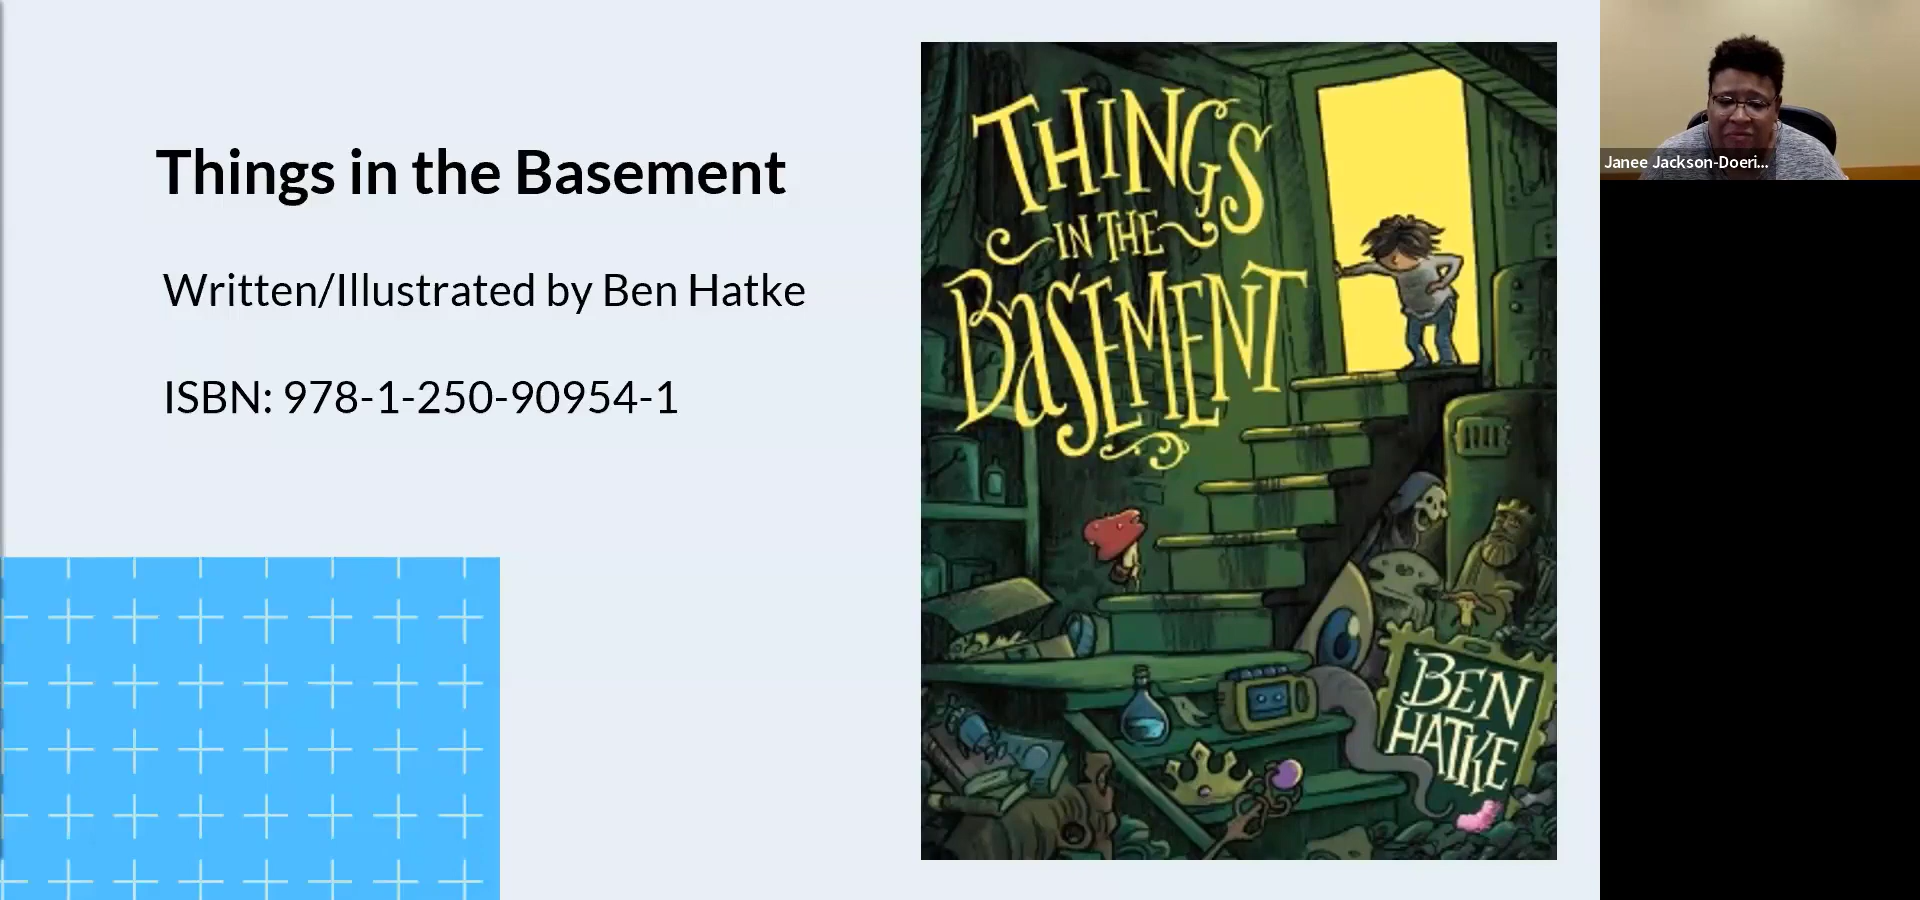 Things in the Basement
Written/Illustrated by Ben Hatke
ISBN: 978-1-250-90954-1
THINGS
IN THE
BASEMENT
BEN
HATKE
Janee Jackson-Doeri...